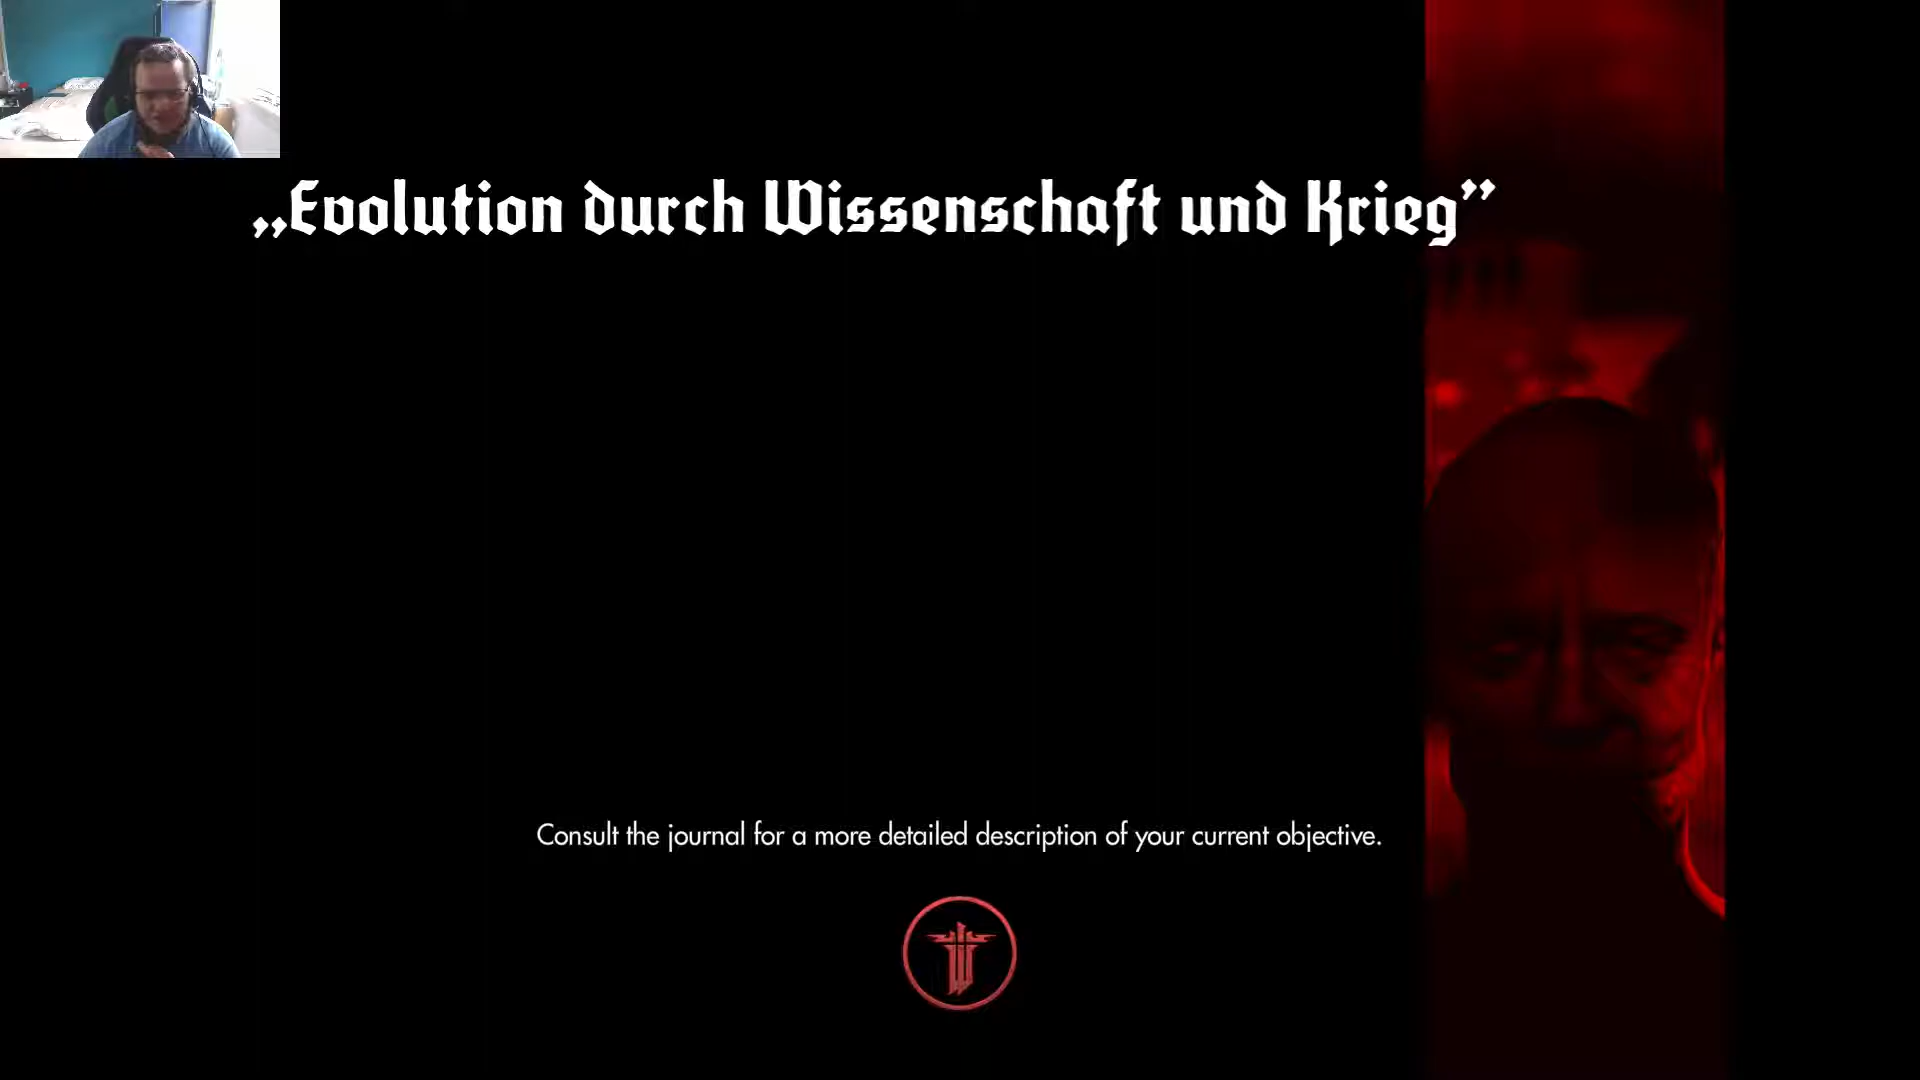 „Evolution durch Wissenschaft und Krieg”
Consult the journal for a more detailed description of your current objective.